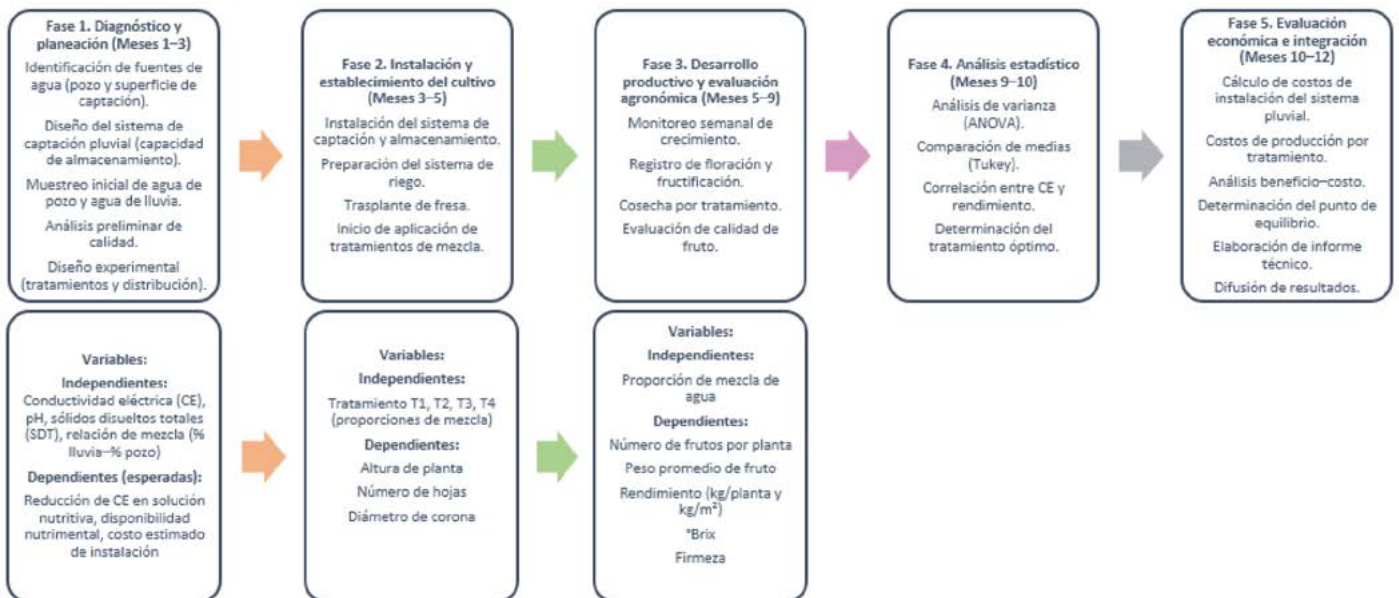 Fase 1. Diagnóstico y
planeación (Meses 1–3)
Identificación de fuentes de
agua (pozo y superficie de
captación).
Diseño del sistema de
captación pluvial (capacidad
de almacenamiento).
Muestreo inicial de agua de
pozo y agua de lluvia.
Análisis preliminar de
calidad.
Diseño experimental
(tratamientos y distribución).
Fase 2. Instalación y
establecimiento del cultivo
(Meses 3–5)
Instalación del sistema de
captación y almacenamiento.
Preparación del sistema de
riego.
Trasplante de fresa.
Inicio de aplicación de
tratamientos de mezcla.
Fase 3. Desarrollo
productivo y evaluación
agronómica (Meses 5–9)
Monitoreo semanal de
crecimiento.
Registro de floración y
fructificación.
Cosecha por tratamiento.
Evaluación de calidad de
fruto.
Fase 4. Análisis estadístico
(Meses 9–10)
Análisis de varianza
(ANOVA).
Comparación de medias
(Tukey).
Correlación entre CE y
rendimiento.
Determinación del
tratamiento óptimo.
Fase 5. Evaluación
económica e integración
(Meses 10–12)
Cálculo de costos de
instalación del sistema
pluvial.
Costos de producción por
tratamiento.
Análisis beneficio–costo.
Determinación del punto de
equilibrio.
Elaboración de informe
técnico.
Difusión de resultados.
Variables:
Independientes:
Conductividad eléctrica (CE),
pH, sólidos disueltos totales
(SDT), relación de mezcla (%
lluvia–% pozo)
Dependientes (esperadas):
Reducción de CE en solución
nutritiva, disponibilidad
nutrimental, costo estimado
de instalación
Variables:
Independientes:
Tratamiento T1, T2, T3, T4
(proporciones de mezcla)
Dependientes:
Altura de planta
Número de hojas
Diámetro de corona
Variables:
Independientes:
Proporción de mezcla de
agua
Dependientes:
Número de frutos por planta
Peso promedio de fruto
Rendimiento (kg/planta y
kg/m²)
°Brix
Firmeza